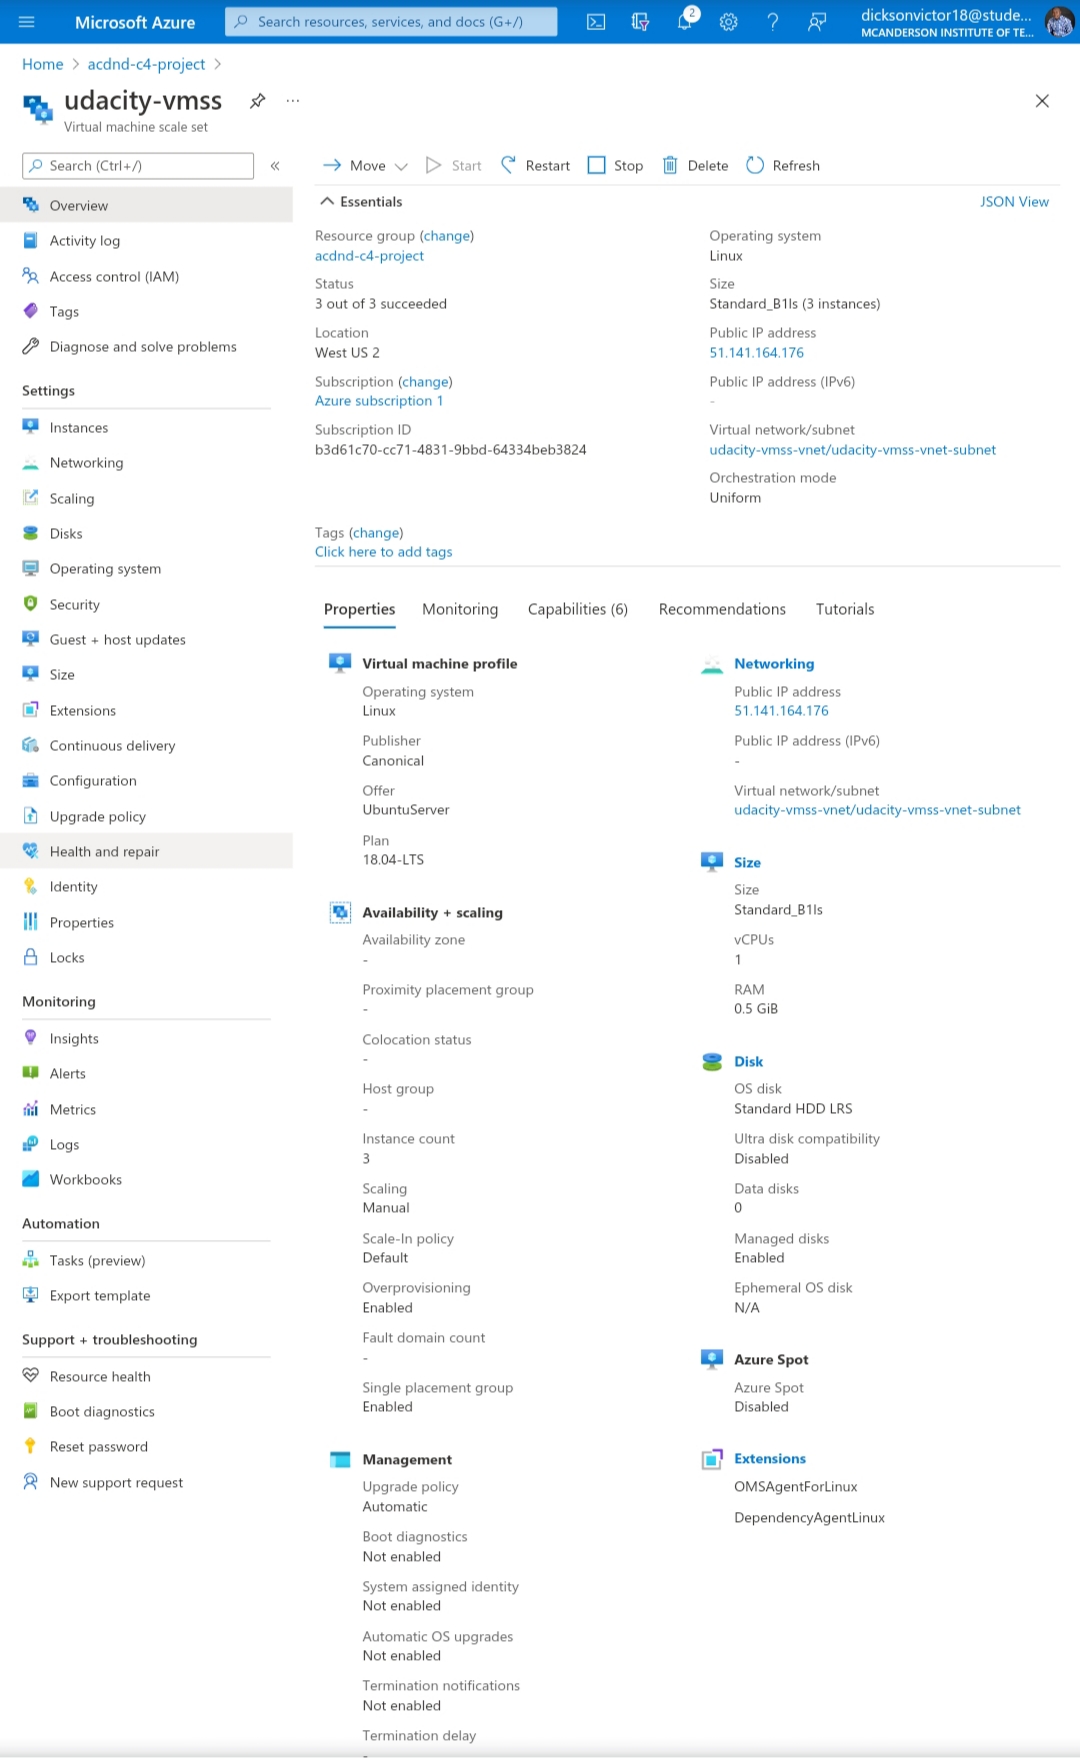 Microsoft Azure
Search resources, services, and docs (G+/)
2
dicksonvictor18@stude...
MCANDERSON INSTITUTE OF TE...
Home > acdnd-c4-project >
udacity-vmss
Virtual machine scale set
Search (Ctrl+/)
«
Move
Start
Restart
Stop
Delete
Refresh
Overview
Activity log
Access control (IAM)
Tags
Diagnose and solve problems
Settings
Instances
Networking
Scaling
Disks
Operating system
Security
Guest + host updates
Size
Extensions
Continuous delivery
Configuration
Upgrade policy
Health and repair
Identity
Properties
Locks
Monitoring
Insights
Alerts
Metrics
Logs
Workbooks
Automation
Tasks (preview)
Export template
Support + troubleshooting
Resource health
Boot diagnostics
Reset password
New support request
Essentials
JSON View
Resource group (change)
acdnd-c4-project
Status
3 out of 3 succeeded
Location
West US 2
Subscription (change)
Azure subscription 1
Subscription ID
b3d61c70-cc71-4831-9bbd-64334beb3824
Operating system
Linux
Size
Standard_B1ls (3 instances)
Public IP address
51.141.164.176
Public IP address (IPv6)
-
Virtual network/subnet
udacity-vmss-vnet/udacity-vmss-vnet-subnet
Orchestration mode
Uniform
Tags (change)
Click here to add tags
Properties
Monitoring
Capabilities (6)
Recommendations
Tutorials
Virtual machine profile
Operating system
Linux
Publisher
Canonical
Offer
UbuntuServer
Plan
18.04-LTS
Availability + scaling
Availability zone
-
Proximity placement group
-
Colocation status
-
Host group
-
Instance count
3
Scaling
Manual
Scale-In policy
Default
Overprovisioning
Enabled
Fault domain count
-
Single placement group
Enabled
Management
Upgrade policy
Automatic
Boot diagnostics
Not enabled
System assigned identity
Not enabled
Automatic OS upgrades
Not enabled
Termination notifications
Not enabled
Termination delay
-
Networking
Public IP address
51.141.164.176
Public IP address (IPv6)
-
Virtual network/subnet
udacity-vmss-vnet/udacity-vmss-vnet-subnet
Size
Size
Standard_B1ls
vCPUs
1
RAM
0.5 GiB
Disk
OS disk
Standard HDD LRS
Ultra disk compatibility
Disabled
Data disks
0
Managed disks
Enabled
Ephemeral OS disk
N/A
Azure Spot
Azure Spot
Disabled
Extensions
OMSAgentForLinux
DependencyAgentLinux